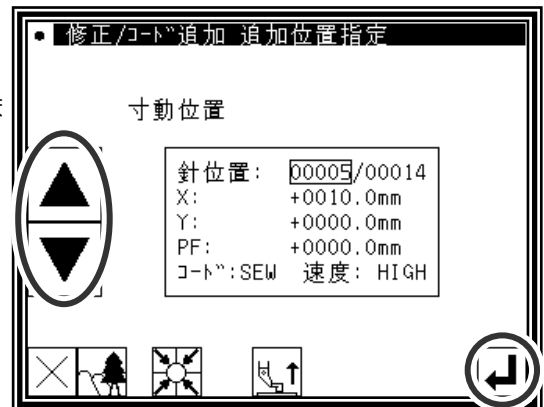 ● 修正/コード追加 追加位置指定
寸動位置
針位置: 00005/00014
X: +0010.0mm
Y: +0000.0mm
PF: +0000.0mm
コード:SEW 速度: HIGH